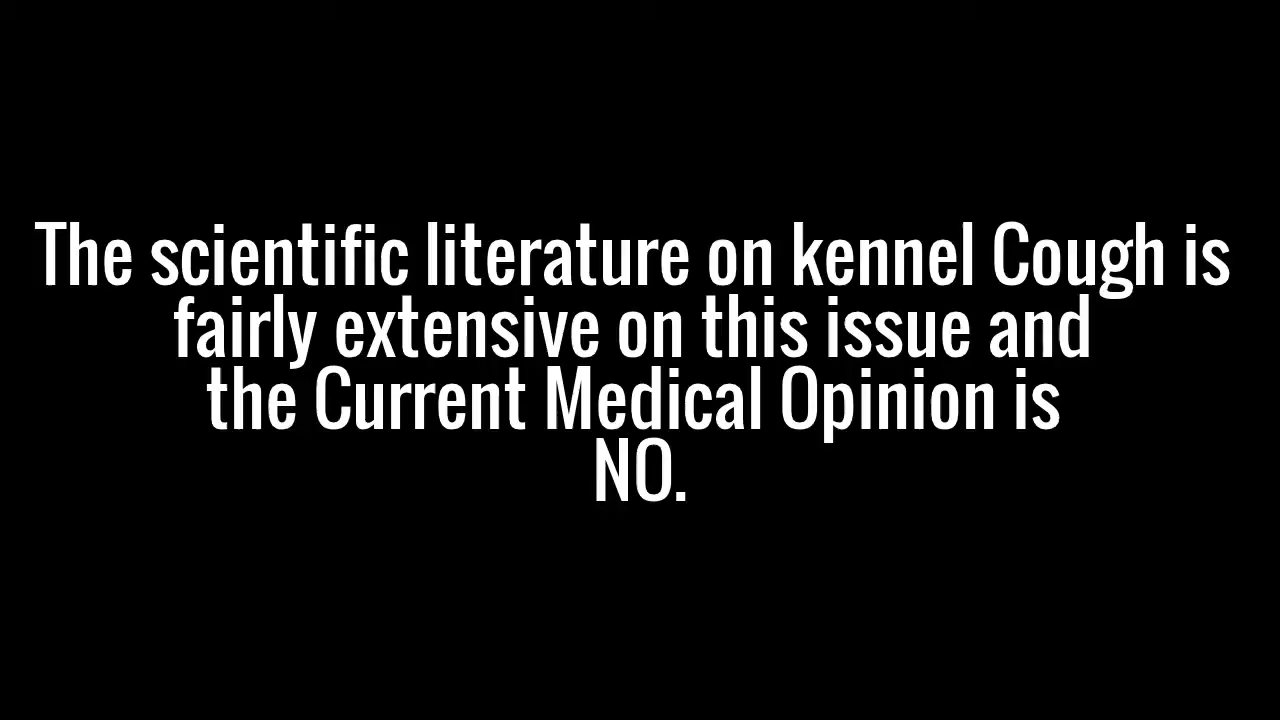 The scientific literature on kennel Cough is
fairly extensive on this issue and
the Current Medical Opinion is
NO.